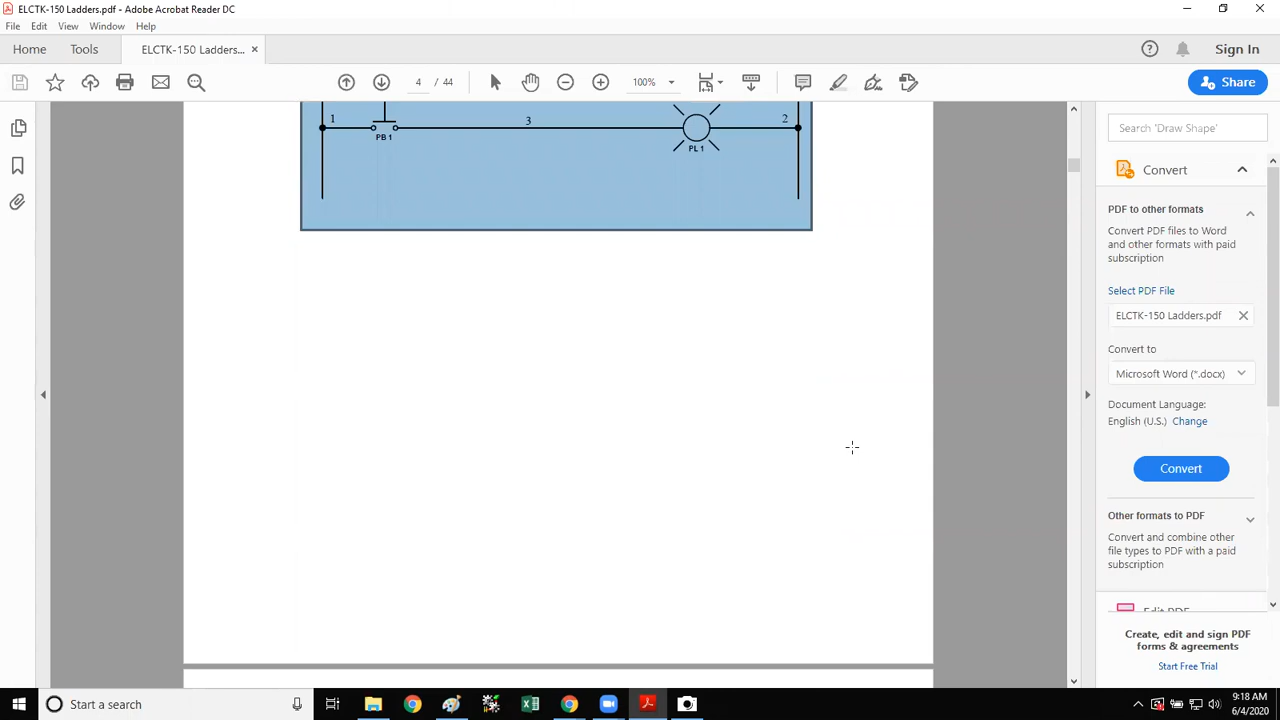 ELCTK-150 Ladders.pdf - Adobe Acrobat Reader DC
File Edit View Window Help
Home Tools ELCTK-150 Ladders... × Sign In
4 / 44 100% Share
1 3 2
PB 1 PL 1
Search 'Draw Shape'
Convert
PDF to other formats
Convert PDF files to Word
and other formats with paid
subscription
Select PDF File
ELCTK-150 Ladders.pdf
Convert to
Microsoft Word (*.docx)
Document Language:
English (U.S.) Change
Convert
Other formats to PDF
Convert and combine other
file types to PDF with a paid
subscription
Edit PDF
Create, edit and sign PDF
forms & agreements
Start Free Trial
Start a search
9:18 AM
6/4/2020